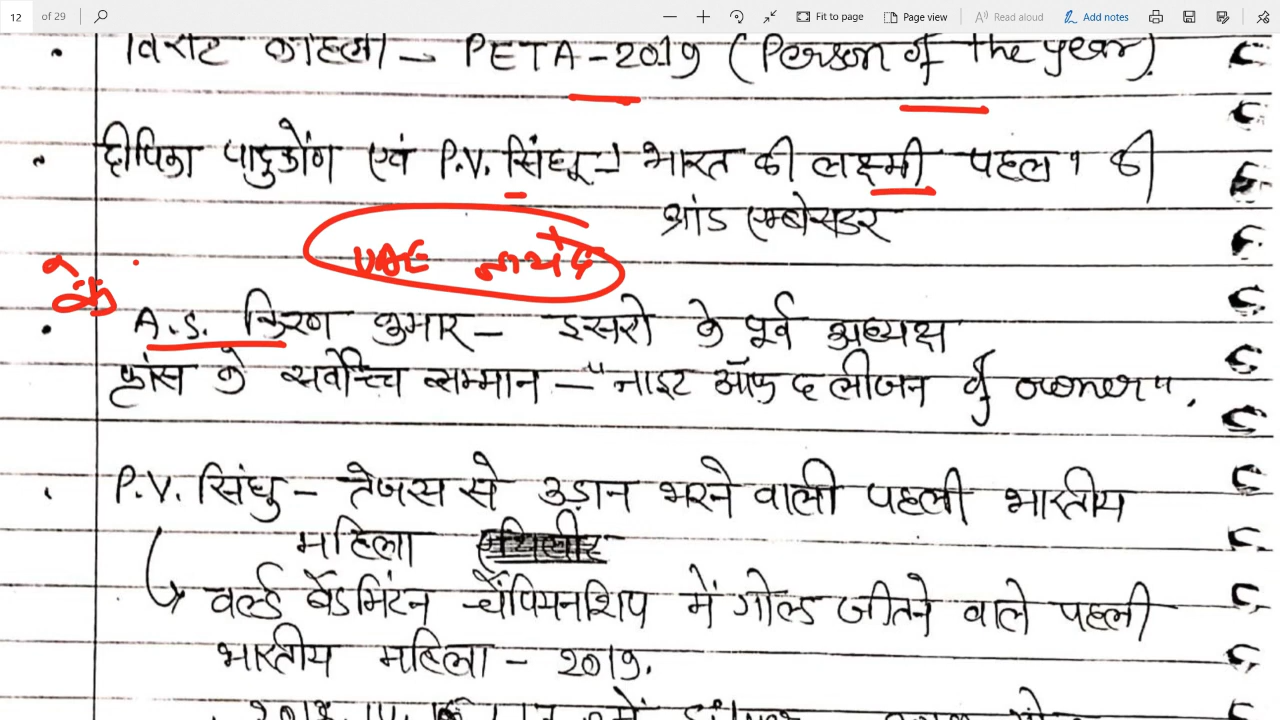 12 of 29 Fit to page Page view Read aloud Add notes
विराट कोहली → PETA - 2019 (Person of the year).
दीपिका पादुकोंण एवं P.V. सिंधू - भारत की लक्ष्मी पहल की
ब्रांड एम्बेसडर
UAE जायेद
A.S. किरण कुमार - इसरो के पूर्व अध्यक्ष
फ्रांस के सर्वोच्च सम्मान - "नाइट ऑफ द लीजन of
P.V. सिंधु - तेजस से उड़ान भरने वाली पहली भारतीय
महिला
वर्ल्ड बैडमिंटन चैंपियनशिप में गोल्ड जीतने वाले पहली
भारतीय महिला - 2019.